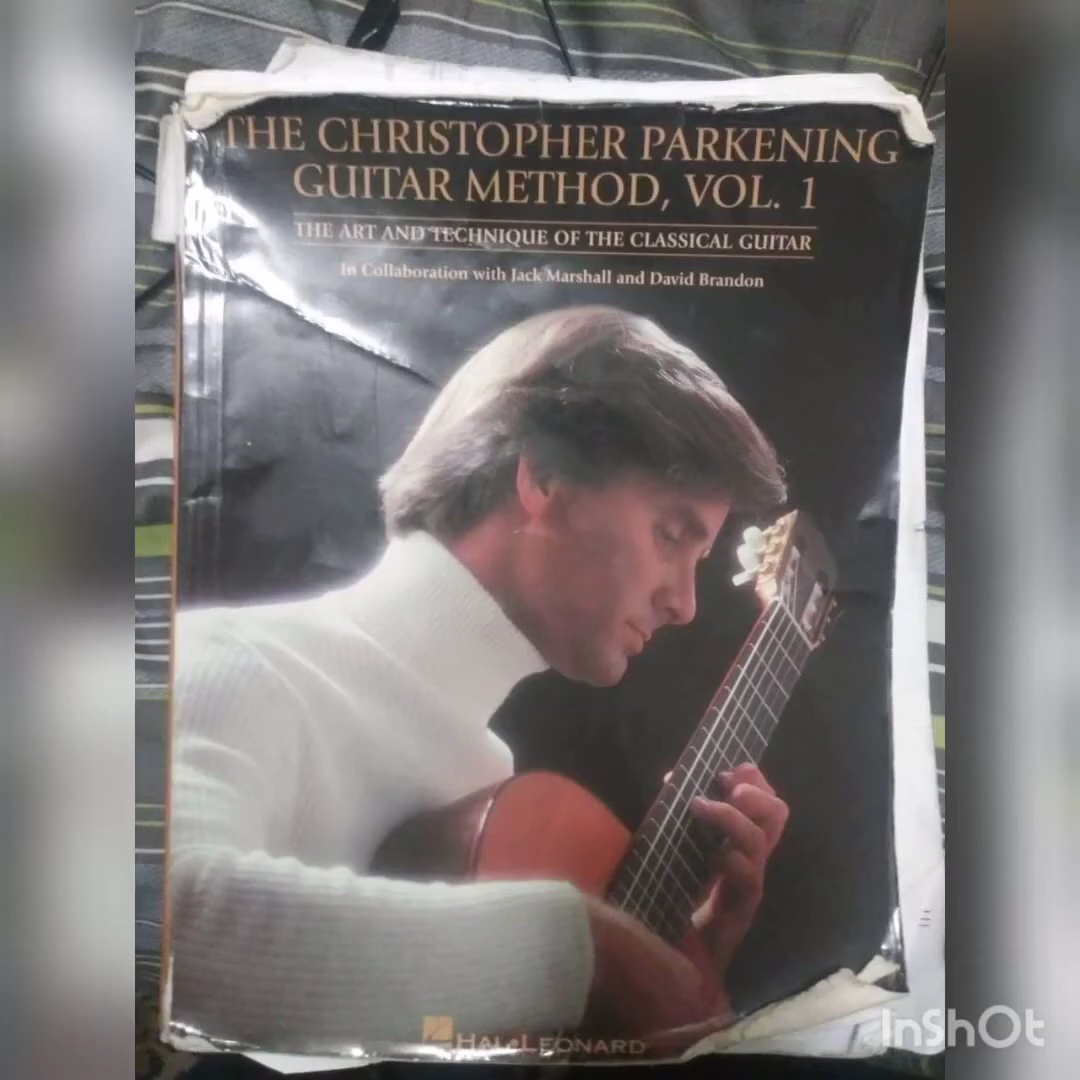 THE CHRISTOPHER PARKENING
GUITAR METHOD, VOL. 1
THE ART AND TECHNIQUE OF THE CLASSICAL GUITAR
In Collaboration with Jack Marshall and David Brandon
HAL•LEONARD
InShOt